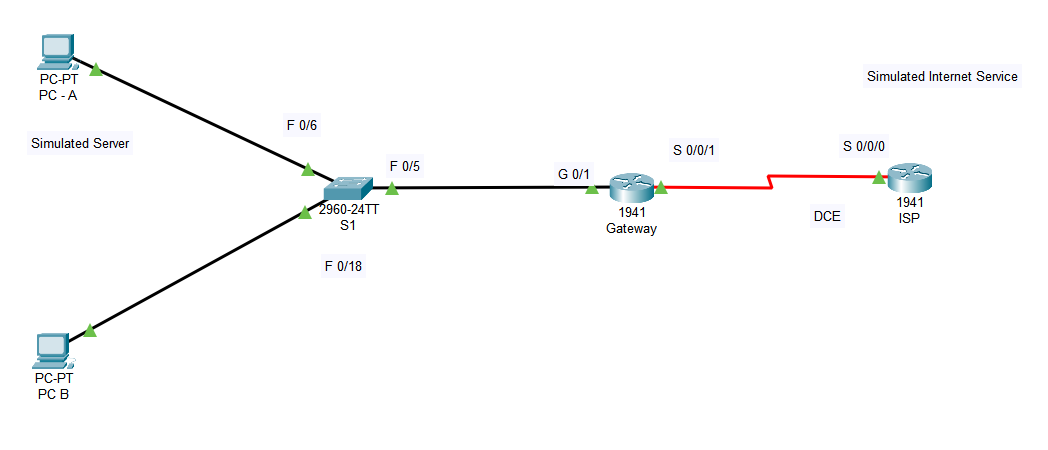 PC-PT
PC - A
Simulated Server
F 0/6
F 0/5
2960-24TT
S1
F 0/18
PC-PT
PC B
G 0/1
S 0/0/1
1941
Gateway
Simulated Internet Service
S 0/0/0
DCE
1941
ISP